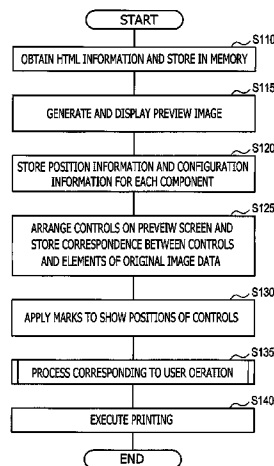 START
S110
OBTAIN HTML INFORMATION AND STORE IN MEMORY
S115
GENERATE AND DISPLAY PREVIEW IMAGE
S120
STORE POSITION INFORMATION AND CONFIGURATION
INFORMATION FOR EACH COMPONENT
S125
ARRANGE CONTROLS ON PREVEIW SCREEN AND
STORE CORRESPONDENCE BETWEEN CONTROLS
AND ELEMENTS OF ORIGINAL IMAGE DATA
S130
APPLY MARKS TO SHOW POSITIONS OF CONTROLS
S135
PROCESS CORRESPONDING TO USER OERATION
S140
EXECUTE PRINTING
END